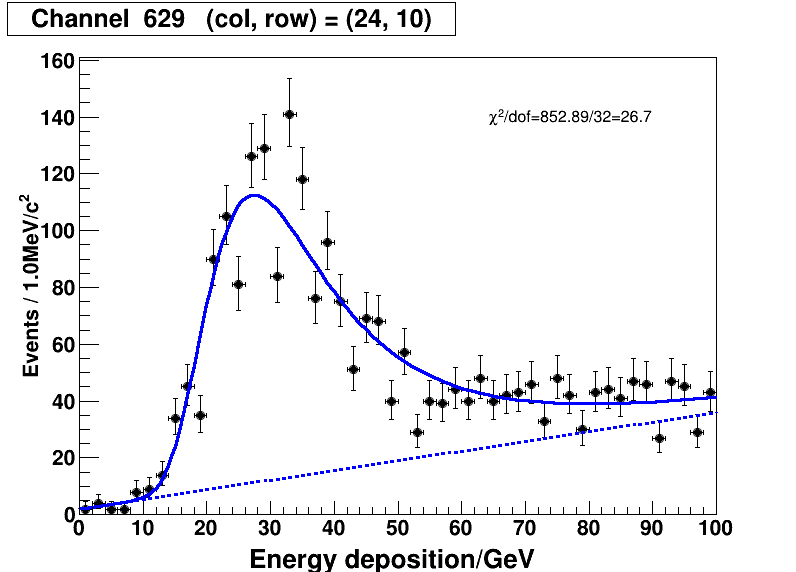 Channel  629   (col, row) = (24, 10)
χ²/dof=852.89/32=26.7
Events / 1.0MeV/c²
160
140
120
100
80
60
40
20
0
0 10 20 30 40 50 60 70 80 90 100
Energy deposition/GeV